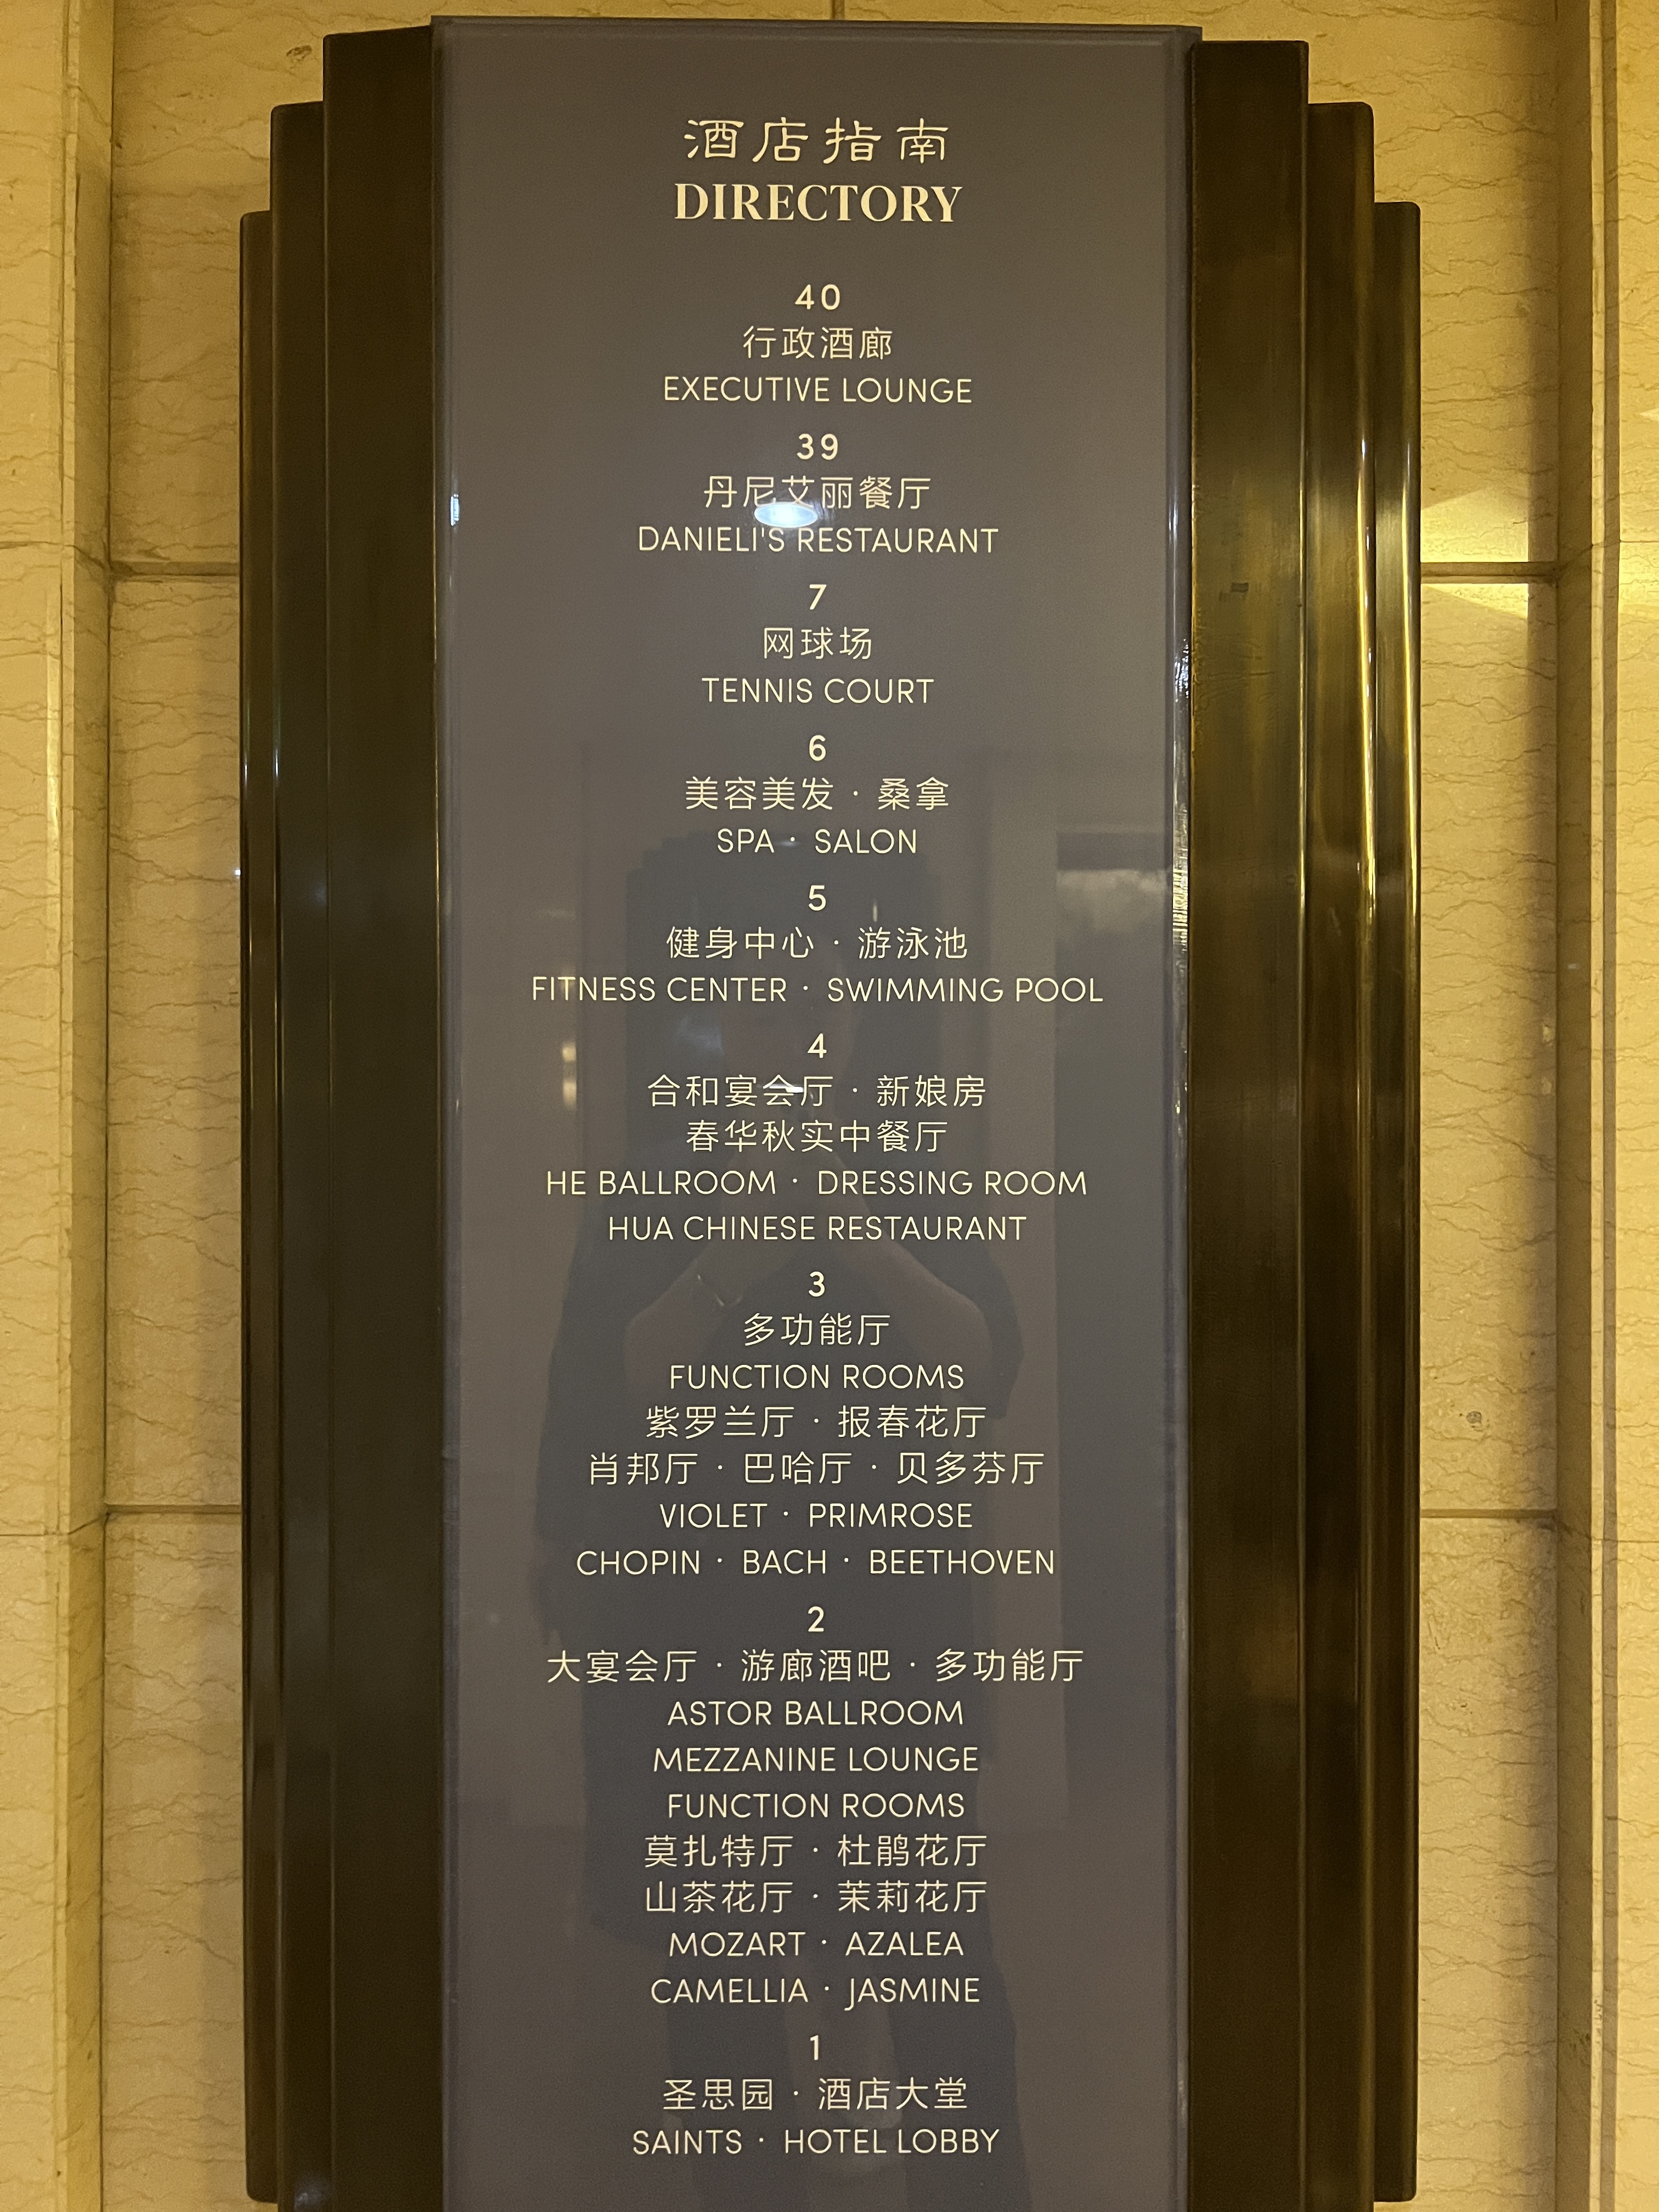 酒店指南
DIRECTORY
40
行政酒廊
EXECUTIVE LOUNGE
39
丹尼艾丽餐厅
DANIELI'S RESTAURANT
7
网球场
TENNIS COURT
6
美容美发 · 桑拿
SPA · SALON
5
健身中心 · 游泳池
FITNESS CENTER · SWIMMING POOL
4
合和宴会厅 · 新娘房
春华秋实中餐厅
HE BALLROOM · DRESSING ROOM
HUA CHINESE RESTAURANT
3
多功能厅
FUNCTION ROOMS
紫罗兰厅 · 报春花厅
肖邦厅 · 巴哈厅 · 贝多芬厅
VIOLET · PRIMROSE
CHOPIN · BACH · BEETHOVEN
2
大宴会厅 · 游廊酒吧 · 多功能厅
ASTOR BALLROOM
MEZZANINE LOUNGE
FUNCTION ROOMS
莫扎特厅 · 杜鹃花厅
山茶花厅 · 茉莉花厅
MOZART · AZALEA
CAMELLIA · JASMINE
1
圣思园 · 酒店大堂
SAINTS · HOTEL LOBBY